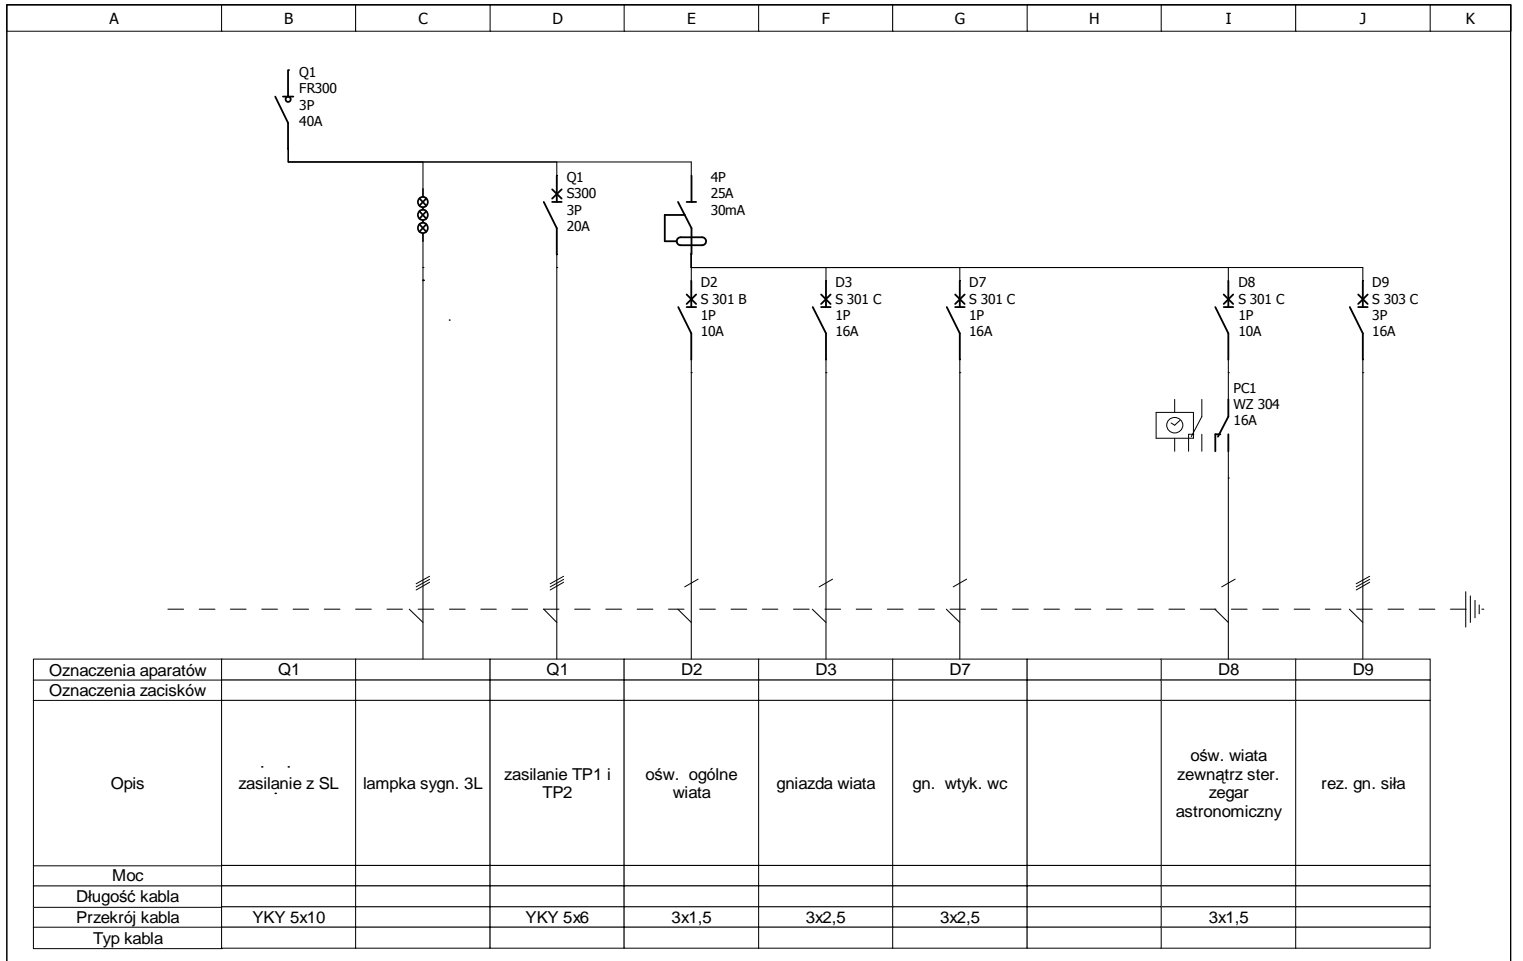 A B C D E F G H I J K
Q1
FR300
3P
40A
Q1
S300
3P
20A
4P
25A
30mA
D2
S 301 B
1P
10A
D3
S 301 C
1P
16A
D7
S 301 C
1P
16A
D8
S 301 C
1P
10A
D9
S 303 C
3P
16A
PC1
WZ 304
16A
Oznaczenia aparatów Q1 Q1 D2 D3 D7 D8 D9
Oznaczenia zacisków
Opis
zasilanie z SL
lampka sygn. 3L
zasilanie TP1 i
TP2
ośw. ogólne
wiata
gniazda wiata
gn. wtyk. wc
ośw. wiata
zewnątrz ster.
zegar
astronomiczny
rez. gn. siła
Moc
Długość kabla
Przekrój kabla YKY 5x10 YKY 5x6 3x1,5 3x2,5 3x2,5 3x1,5
Typ kabla